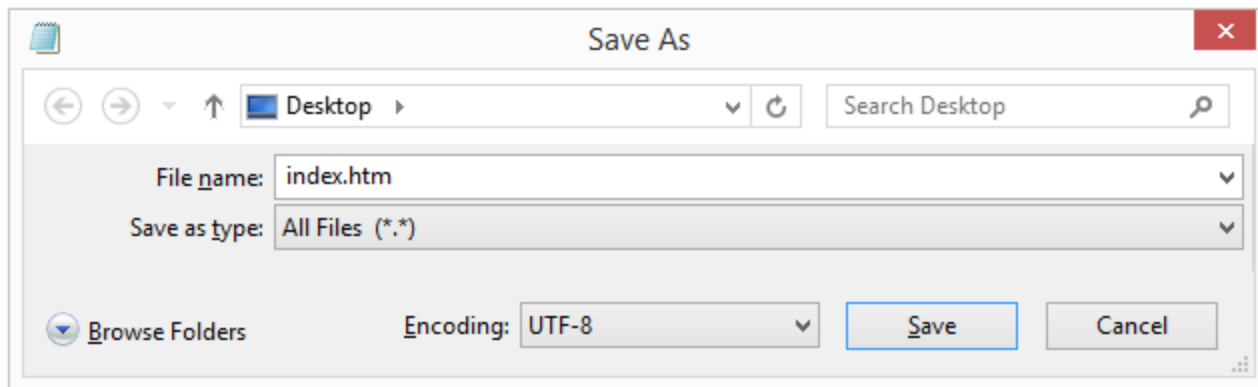 Save As
Desktop
Search Desktop
File name: index.htm
Save as type: All Files (*.*)
Browse Folders Encoding: UTF-8 Save Cancel